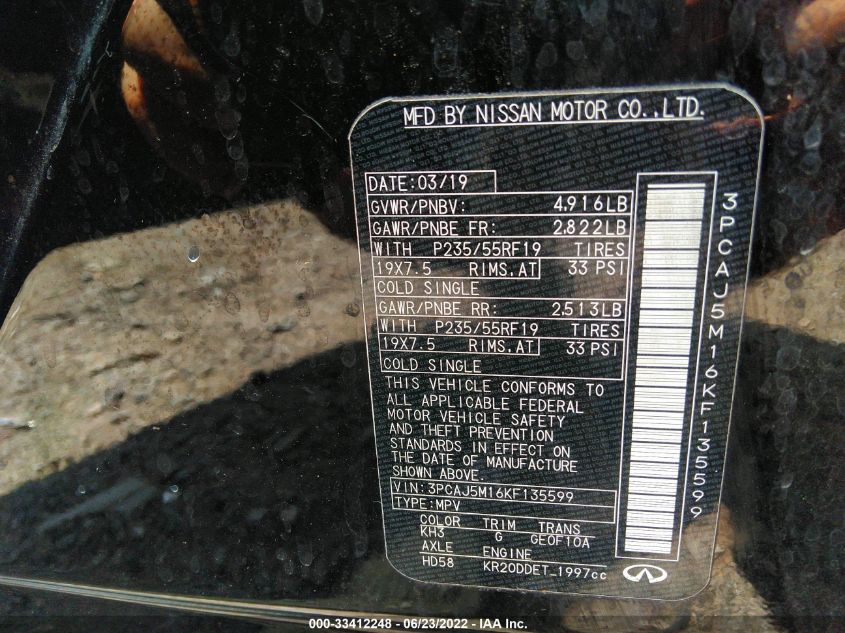 MFD BY NISSAN MOTOR CO.,LTD.
DATE:03/19
GVWR/PNBV: 4,916LB
GAWR/PNBE FR: 2,822LB
WITH P235/55RF19 TIRES
19X7.5 RIMS.AT 33 PSI
COLD SINGLE
GAWR/PNBE RR: 2,513LB
WITH P235/55RF19 TIRES
19X7.5 RIMS.AT 33 PSI
COLD SINGLE
THIS VEHICLE CONFORMS TO
ALL APPLICABLE FEDERAL
MOTOR VEHICLE SAFETY
AND THEFT PREVENTION
STANDARDS IN EFFECT ON
THE DATE OF MANUFACTURE
SHOWN ABOVE.
VIN:3PCAJ5M16KF135599
TYPE:MPV
COLOR TRIM TRANS
KH3 G GEOF10A
AXLE ENGINE
HD58 KR20DDET_1997cc
3PCAJ5M16KF135599
000-33412248 - 06/23/2022 - IAA Inc.